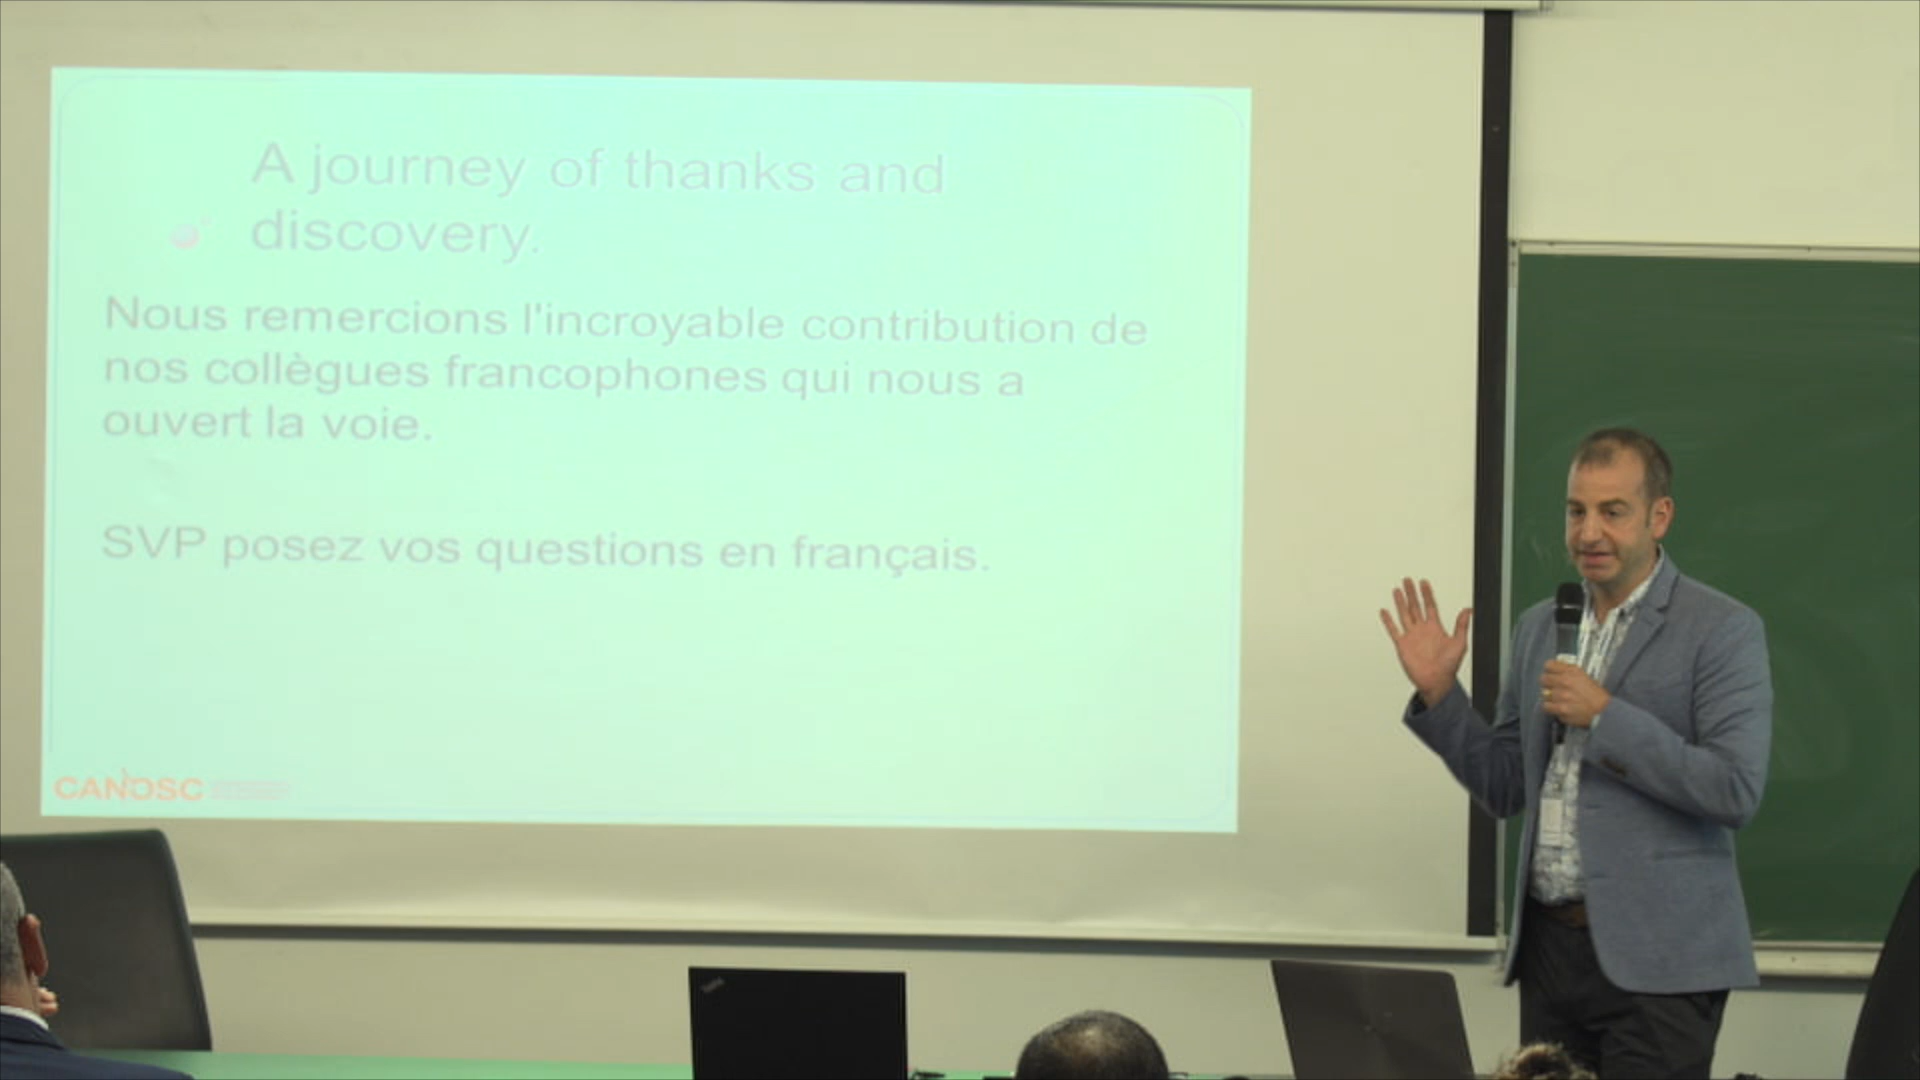 A journey of thanks and
discovery.
Nous remercions l'incroyable contribution de
nos collègues francophones qui nous a
ouvert la voie.
SVP posez vos questions en français.
CANOSC